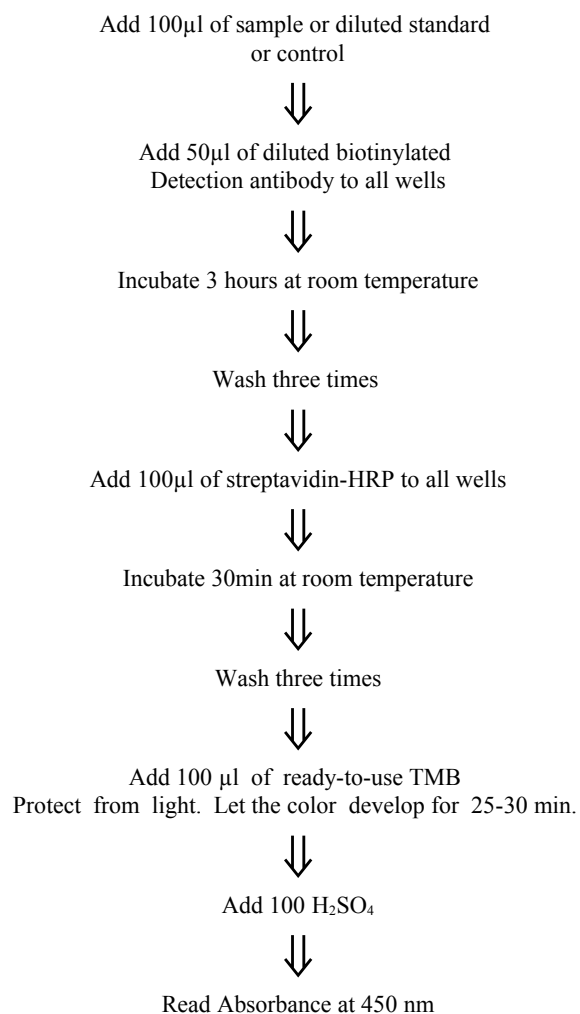 Add 100µl of sample or diluted standard
or control
Add 50µl of diluted biotinylated
Detection antibody to all wells
Incubate 3 hours at room temperature
Wash three times
Add 100µl of streptavidin-HRP to all wells
Incubate 30min at room temperature
Wash three times
Add 100 µl of ready-to-use TMB
Protect from light. Let the color develop for 25-30 min.
Add 100 H₂SO₄
Read Absorbance at 450 nm